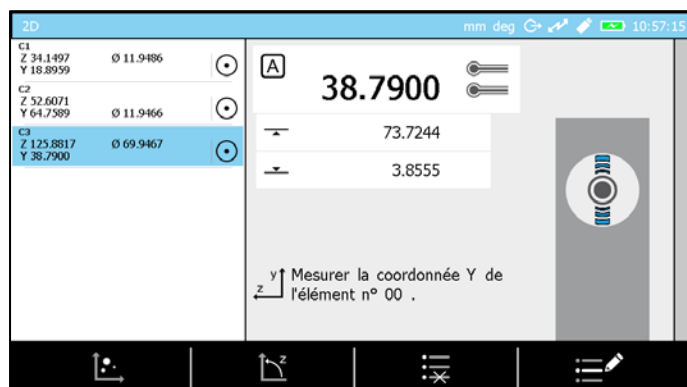 2D
mm deg
10:57:15
C1
Z 34.1497 Ø 11.9486
Y 18.8959
C2
Z 52.6071
Y 64.7589 Ø 11.9466
C3
Z 125.8817 Ø 69.9467
Y 38.7900
A
38.7900
73.7244
3.8555
y
z
Mesurer la coordonnée Y de
l'élément n° 00 .
z